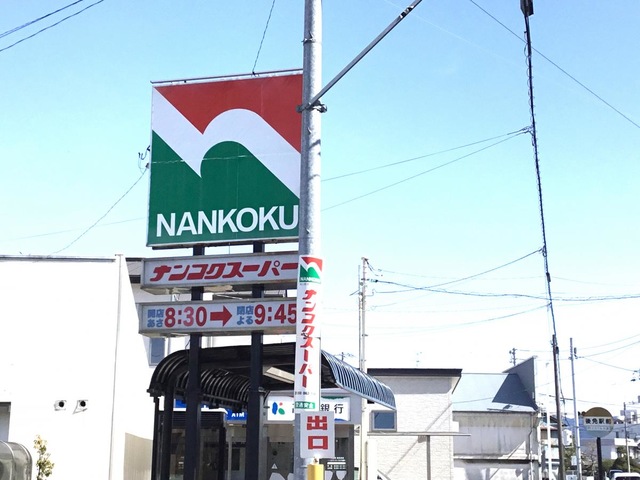 NANKOKU
ナンコクスーパー
開店 あさ 8:30 → 閉店 よる 9:45
ナンコクスーパー
出口
ATM
銀行